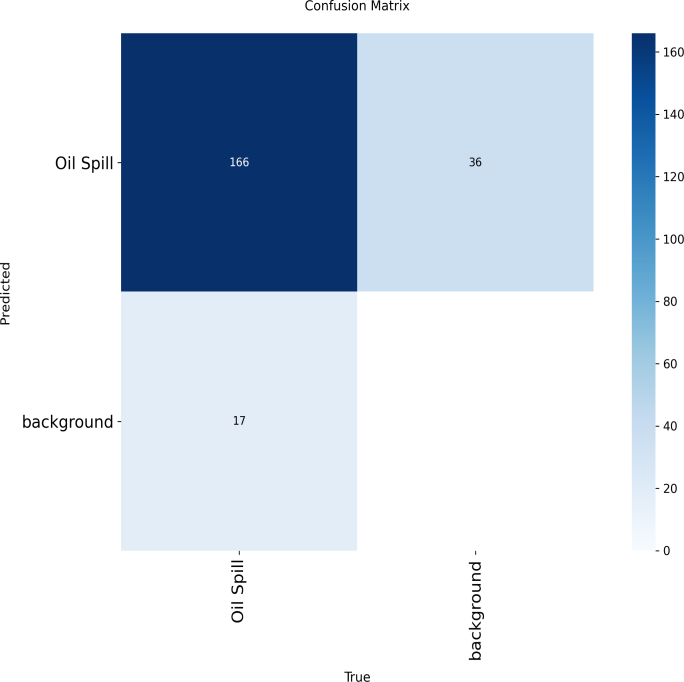 Confusion Matrix
Oil Spill
166
36
background
17
Predicted
Oil Spill
background
True
160
140
120
100
80
60
40
20
0